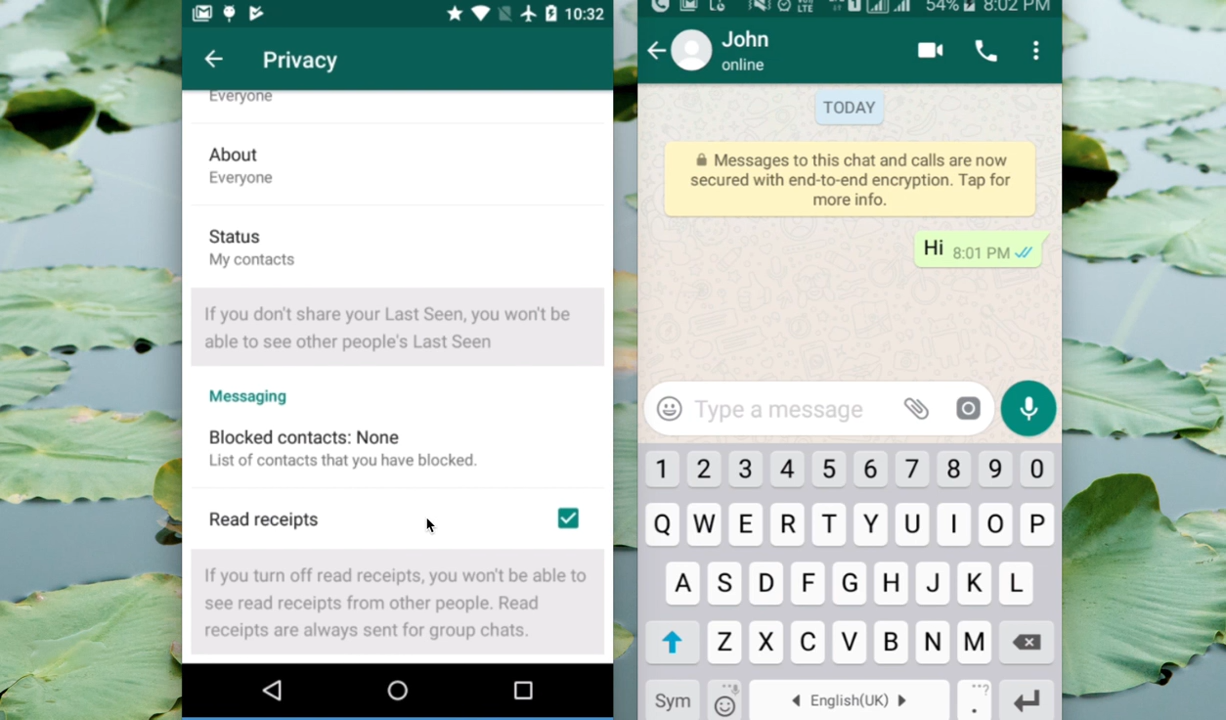 10:32
Privacy
Everyone
About
Everyone
Status
My contacts
If you don't share your Last Seen, you won't be
able to see other people's Last Seen
Messaging
Blocked contacts: None
List of contacts that you have blocked.
Read receipts
If you turn off read receipts, you won't be able to
see read receipts from other people. Read
receipts are always sent for group chats.
LTE 1 54% 8:02 PM
John
online
TODAY
Messages to this chat and calls are now
secured with end-to-end encryption. Tap for
more info.
Hi 8:01 PM
Type a message
1 2 3 4 5 6 7 8 9 0
Q W E R T Y U I O P
A S D F G H J K L
Z X C V B N M
Sym English(UK) . ?